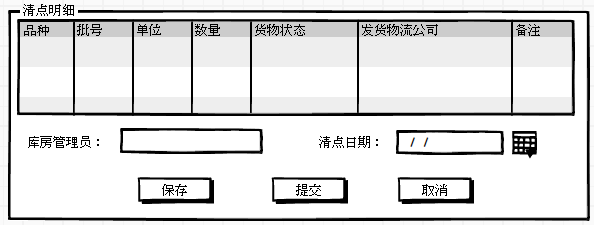 清点明细
品种 批号 单位 数量 货物状态 发货物流公司 备注
库房管理员： 清点日期： / /
保存 提交 取消